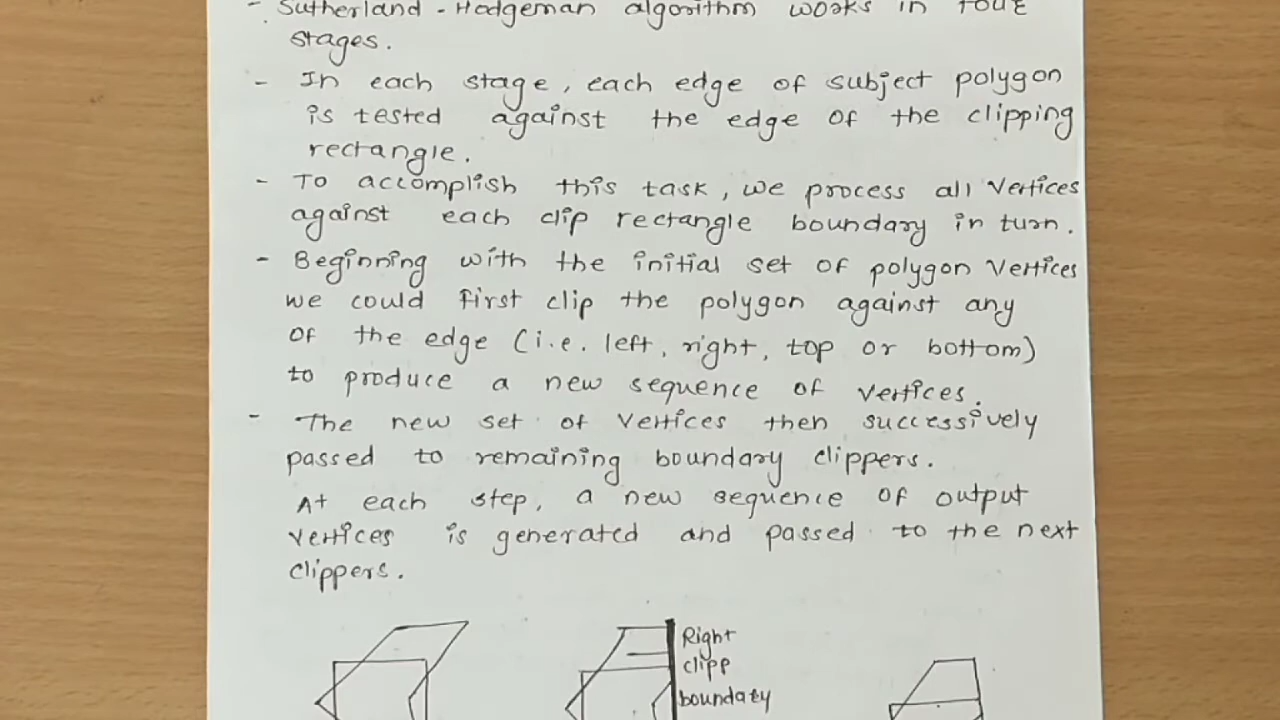 - Sutherland - Hodgeman algorithm works in four
stages.
- In each stage, each edge of subject polygon
is tested against the edge of the clipping
rectangle.
- To accomplish this task, we process all vertices
against each clip rectangle boundary in turn.
- Beginning with the initial set of polygon vertices
we could first clip the polygon against any
of the edge (i.e. left, right, top or bottom)
to produce a new sequence of vertices.
- The new set of vertices then successively
passed to remaining boundary clippers.
At each step, a new sequence of output
vertices is generated and passed to the next
clippers.
Right
clipp
boundary